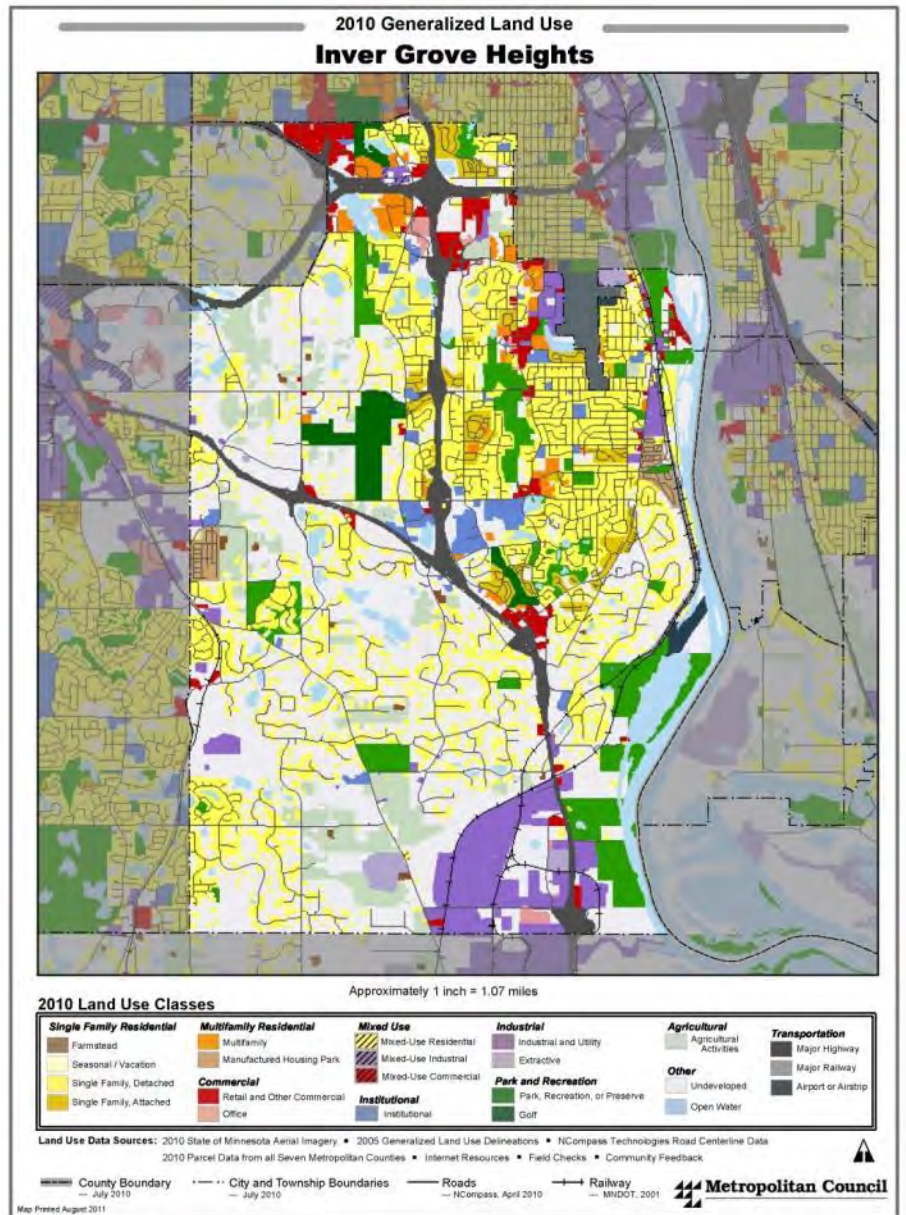 2010 Generalized Land Use
Inver Grove Heights
Approximately 1 inch = 1.07 miles
2010 Land Use Classes
Single Family Residential
Farmstead
Seasonal / Vacation
Single Family, Detached
Single Family, Attached
Multifamily Residential
Multifamily
Manufactured Housing Park
Commercial
Retail and Other Commercial
Office
Mixed Use
Mixed-Use Residential
Mixed-Use Industrial
Mixed-Use Commercial
Institutional
Institutional
Industrial
Industrial and Utility
Extractive
Park and Recreation
Park, Recreation, or Preserve
Golf
Agricultural
Agricultural Activities
Other
Undeveloped
Open Water
Transportation
Major Highway
Major Railway
Airport or Airstrip
Land Use Data Sources: 2010 State of Minnesota Aerial Imagery • 2005 Generalized Land Use Delineations • NCompass Technologies Road Centerline Data
2010 Parcel Data from all Seven Metropolitan Counties • Internet Resources • Field Checks • Community Feedback
County Boundary
— July 2010
City and Township Boundaries
— July 2010
Roads
— NCompass, April 2010
Railway
— MNDOT, 2001
Metropolitan Council
Map Printed August 2011